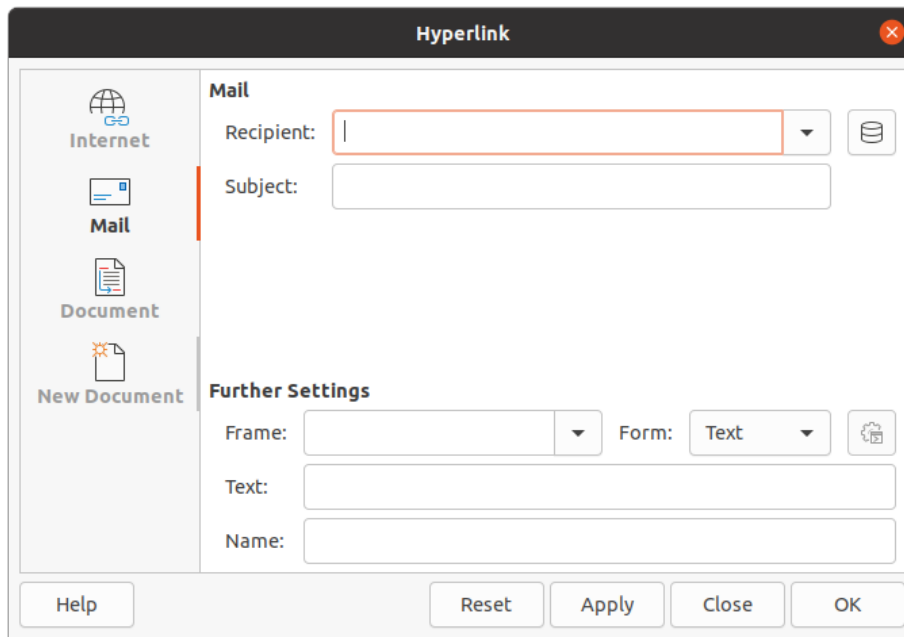 Hyperlink
Internet
Mail
Document
New Document
Mail
Recipient:
Subject:
Further Settings
Frame: Form: Text
Text:
Name:
Help Reset Apply Close OK